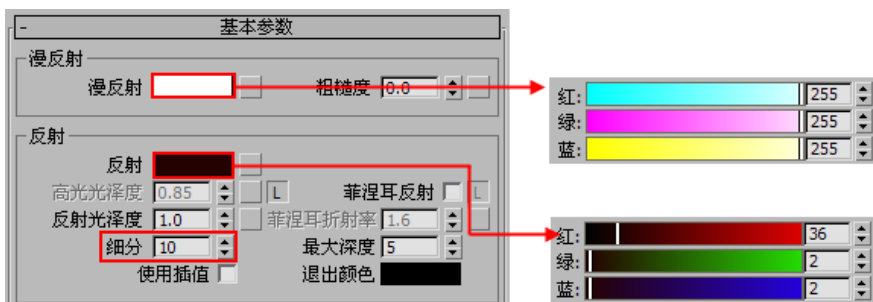 - 基本参数
漫反射
漫反射 粗糙度 0.0
反射
反射
高光光泽度 0.85 L 菲涅耳反射 L
反射光泽度 1.0 菲涅耳折射率 1.6
细分 10 最大深度 5
使用插值 退出颜色
红: 255
绿: 255
蓝: 255
红: 36
绿: 2
蓝: 2